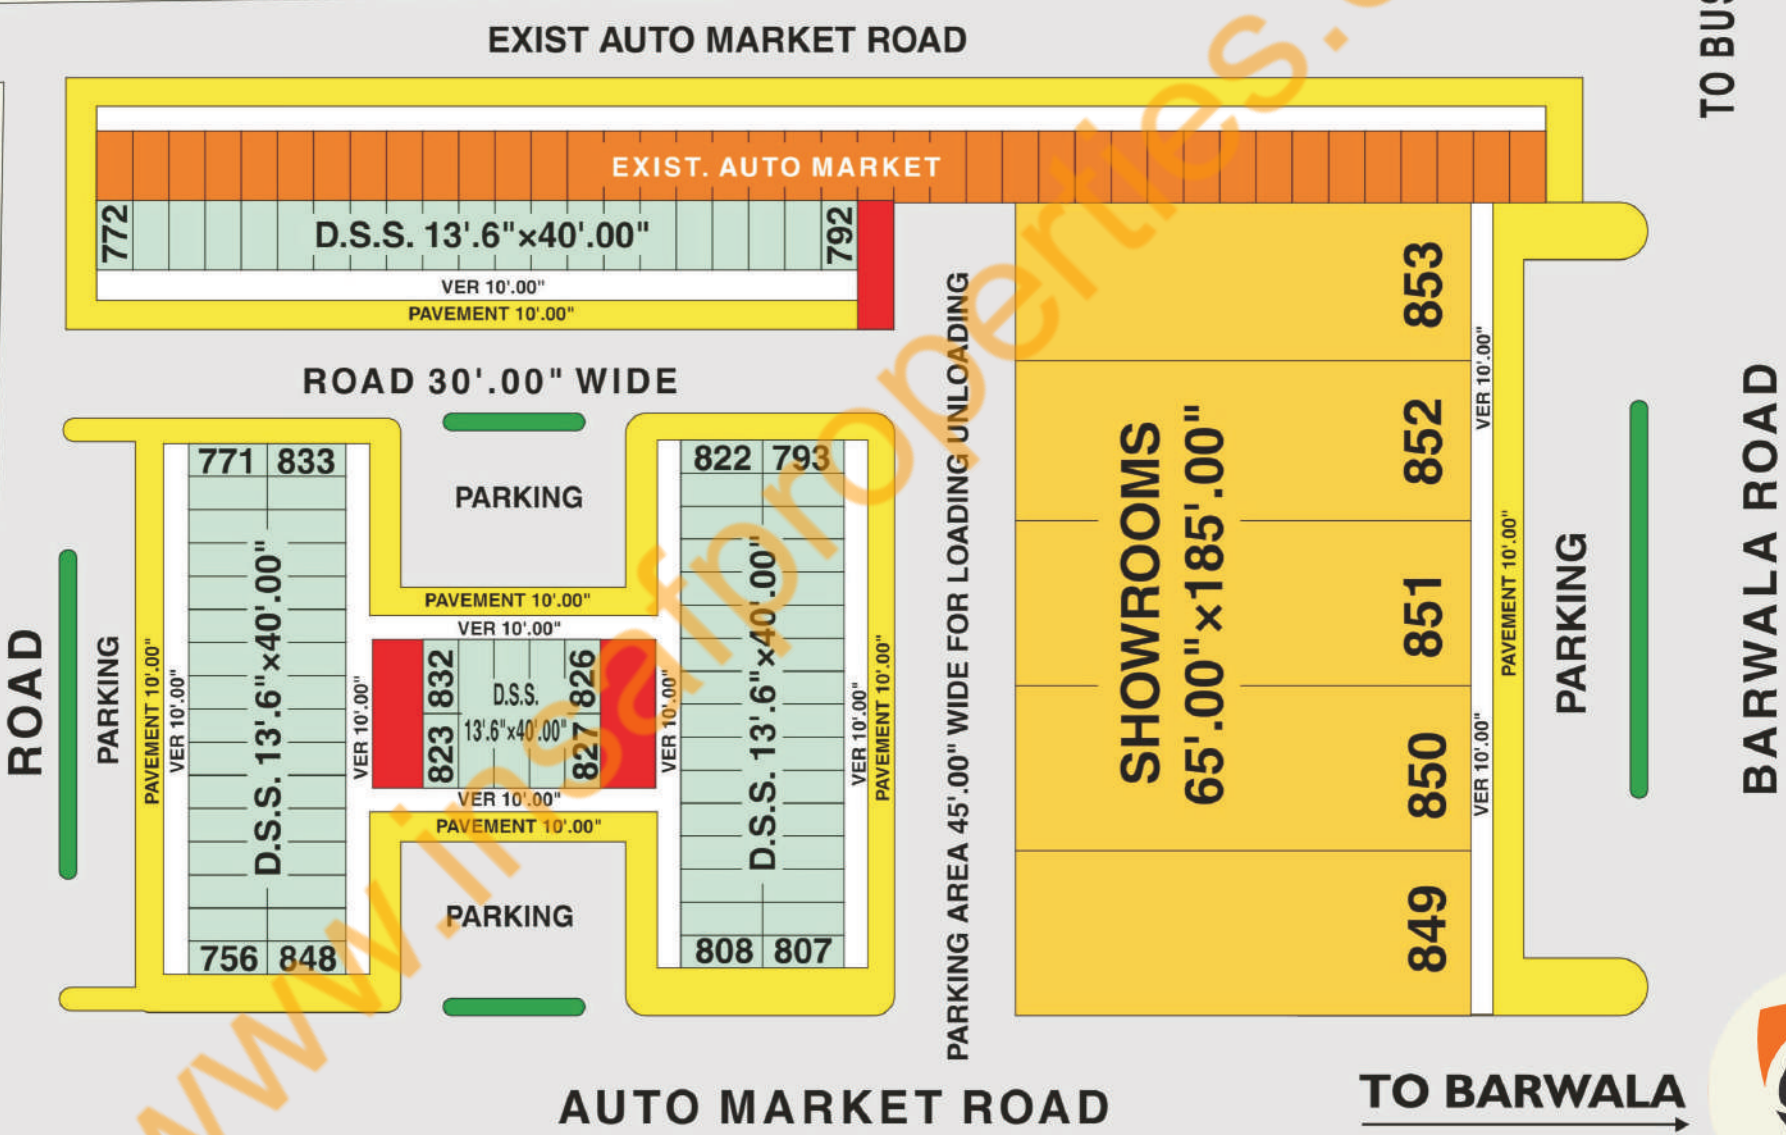 EXIST AUTO MARKET ROAD
TO BUS
EXIST. AUTO MARKET
772
D.S.S. 13'.6"×40'.00"
792
VER 10'.00"
PAVEMENT 10'.00"
ROAD 30'.00" WIDE
ROAD
PARKING
PAVEMENT 10'.00"
VER 10'.00"
771 833
D.S.S. 13'.6"×40'.00"
756 848
VER 10'.00"
PARKING
PAVEMENT 10'.00"
VER 10'.00"
832
D.S.S.
826
823
13'.6"×40'.00"
827
VER 10'.00"
PAVEMENT 10'.00"
PARKING
VER 10'.00"
822 793
D.S.S. 13'.6"×40'.00"
808 807
VER 10'.00"
PAVEMENT 10'.00"
PARKING AREA 45'.00" WIDE FOR LOADING UNLOADING
SHOWROOMS
65'.00"×185'.00"
853
852
851
850
849
VER 10'.00"
VER 10'.00"
PAVEMENT 10'.00"
PARKING
BARWALA ROAD
AUTO MARKET ROAD
TO BARWALA
www.insafproperties.